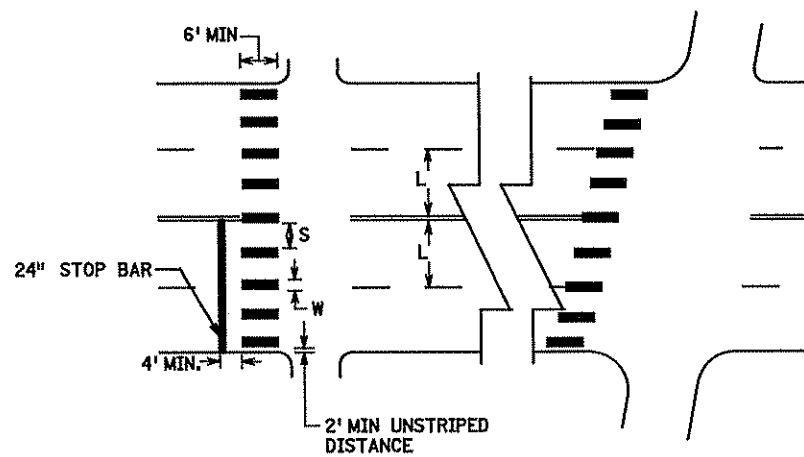 6' MIN
L
S
L
24" STOP BAR
W
4' MIN.
2' MIN UNSTRIPED
DISTANCE